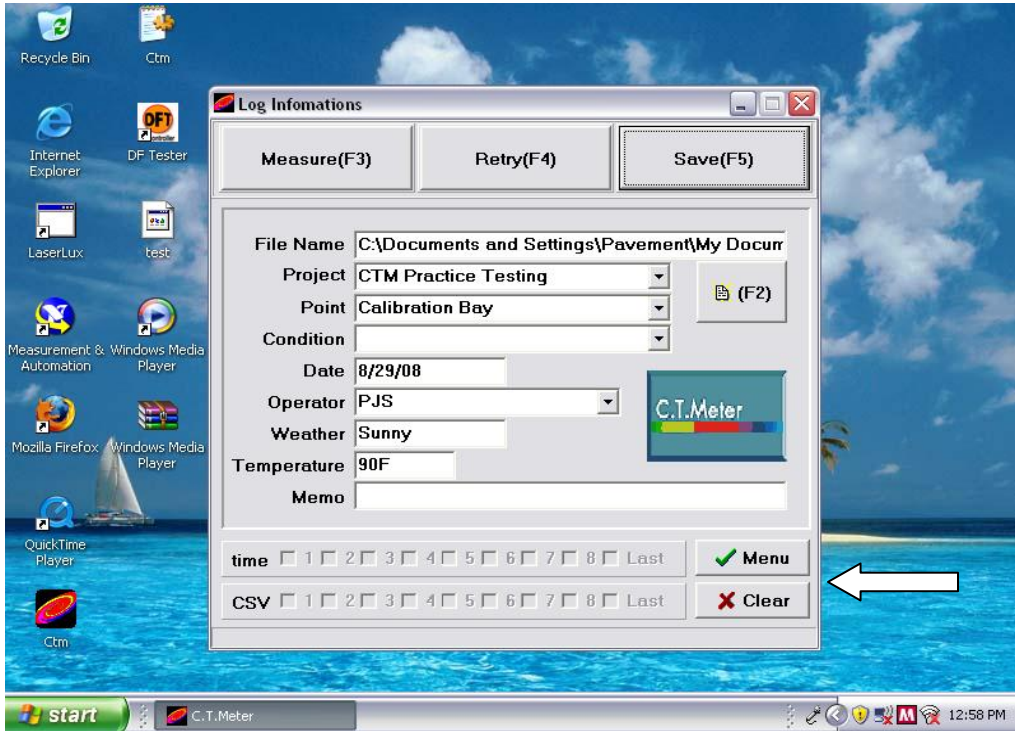 Recycle Bin
Ctm
Internet
Explorer
DFT
DF Tester
LaserLux
test
Measurement &
Automation
Windows Media
Player
Mozilla Firefox
Windows Media
Player
QuickTime
Player
Ctm
Log Infomations
Measure(F3)
Retry(F4)
Save(F5)
File Name C:\Documents and Settings\Pavement\My Docum
Project CTM Practice Testing
(F2)
Point Calibration Bay
Condition
Date 8/29/08
Operator PJS
C.T.Meter
Weather Sunny
Temperature 90F
Memo
time 1 2 3 4 5 6 7 8 Last
Menu
CSV 1 2 3 4 5 6 7 8 Last
Clear
start
C.T.Meter
M
12:58 PM